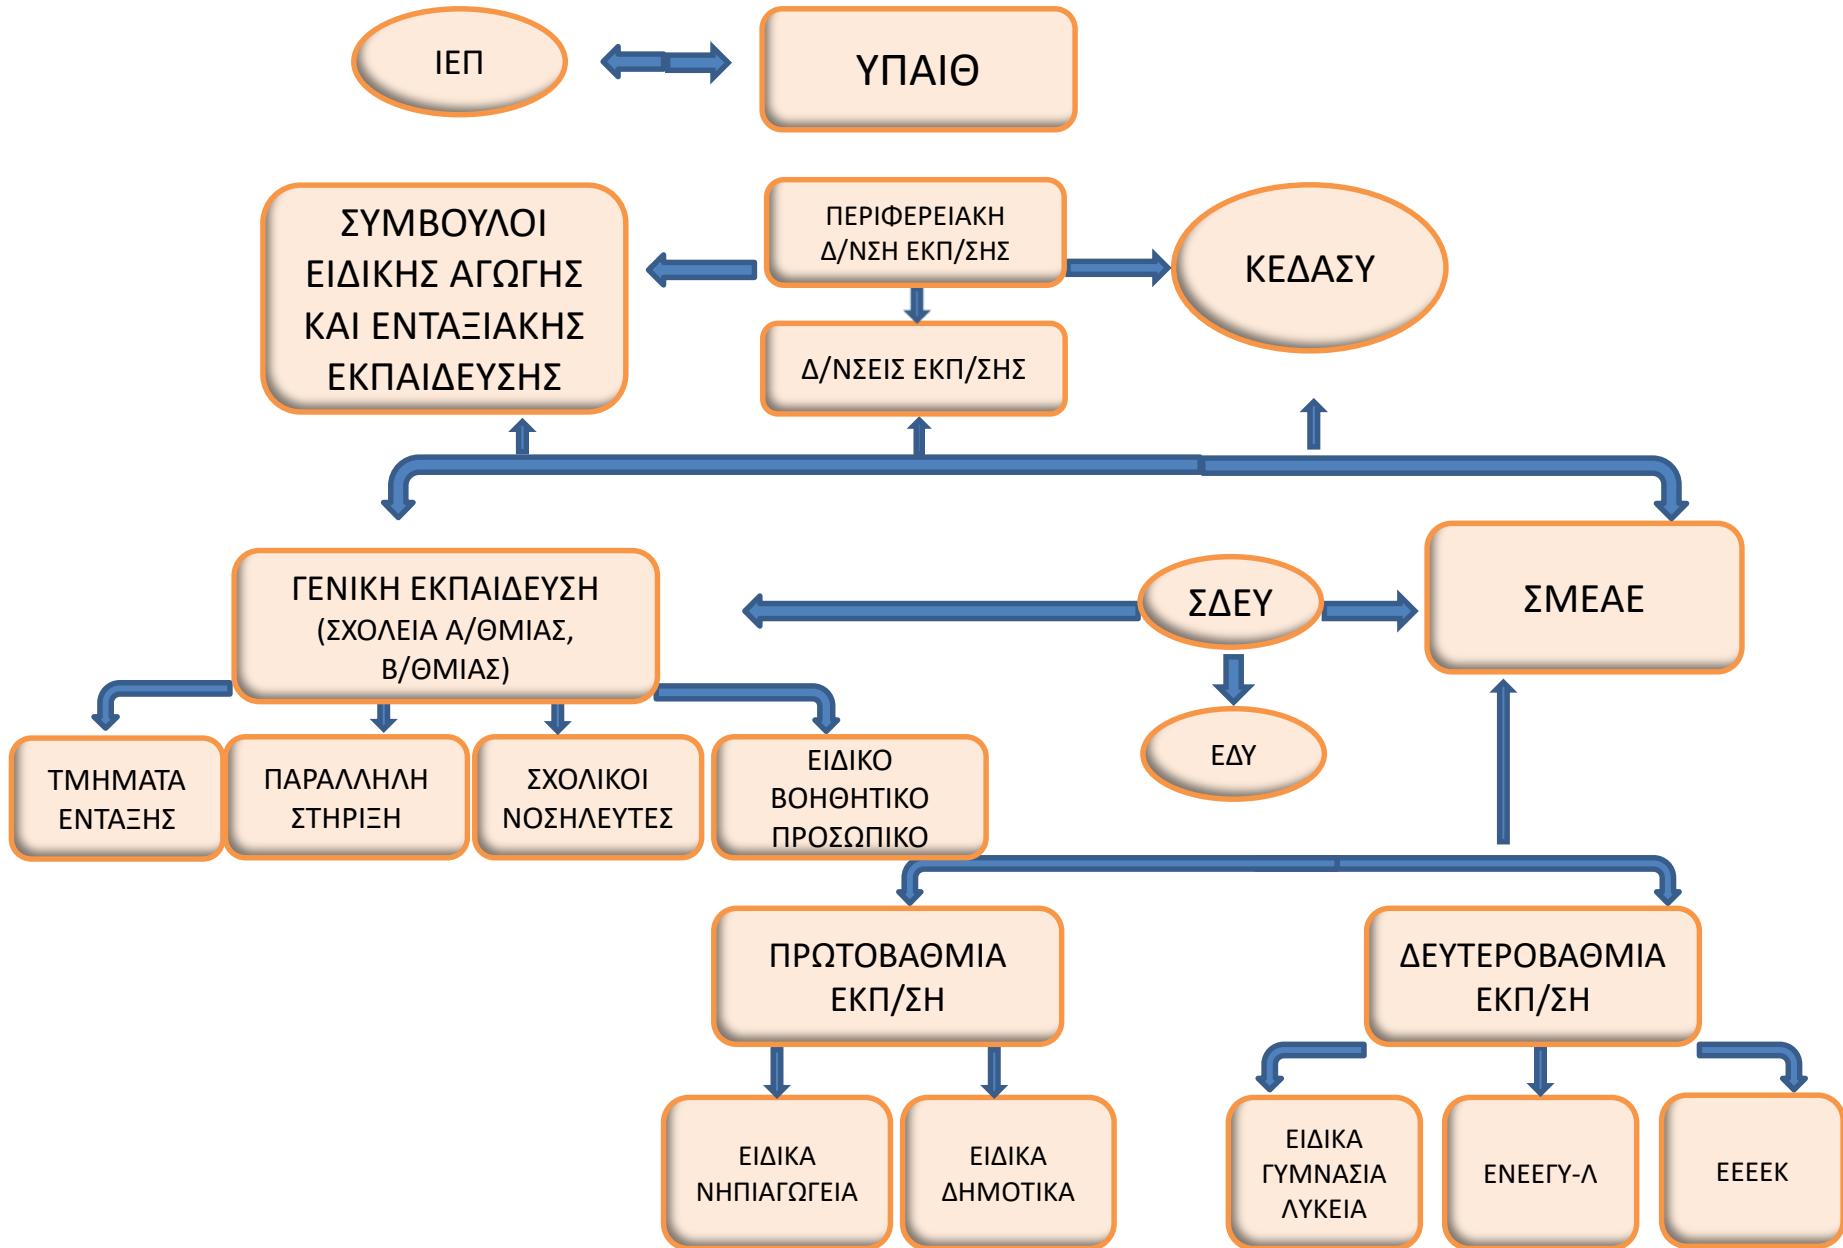 ΙΕΠ
ΥΠΑΙΘ
ΣΥΜΒΟΥΛΟΙ
ΕΙΔΙΚΗΣ ΑΓΩΓΗΣ
ΚΑΙ ΕΝΤΑΞΙΑΚΗΣ
ΕΚΠΑΙΔΕΥΣΗΣ
ΠΕΡΙΦΕΡΕΙΑΚΗ
Δ/ΝΣΗ ΕΚΠ/ΣΗΣ
ΚΕΔΑΣΥ
Δ/ΝΣΕΙΣ ΕΚΠ/ΣΗΣ
ΓΕΝΙΚΗ ΕΚΠΑΙΔΕΥΣΗ
(ΣΧΟΛΕΙΑ Α/ΘΜΙΑΣ,
Β/ΘΜΙΑΣ)
ΣΔΕΥ
ΣΜΕΑΕ
ΤΜΗΜΑΤΑ
ΕΝΤΑΞΗΣ
ΠΑΡΑΛΛΗΛΗ
ΣΤΗΡΙΞΗ
ΣΧΟΛΙΚΟΙ
ΝΟΣΗΛΕΥΤΕΣ
ΕΙΔΙΚΟ
ΒΟΗΘΗΤΙΚΟ
ΠΡΟΣΩΠΙΚΟ
ΕΔΥ
ΠΡΩΤΟΒΑΘΜΙΑ
ΕΚΠ/ΣΗ
ΔΕΥΤΕΡΟΒΑΘΜΙΑ
ΕΚΠ/ΣΗ
ΕΙΔΙΚΑ
ΝΗΠΙΑΓΩΓΕΙΑ
ΕΙΔΙΚΑ
ΔΗΜΟΤΙΚΑ
ΕΙΔΙΚΑ
ΓΥΜΝΑΣΙΑ
ΛΥΚΕΙΑ
ΕΝΕΕΓΥ-Λ
ΕΕΕΕΚ